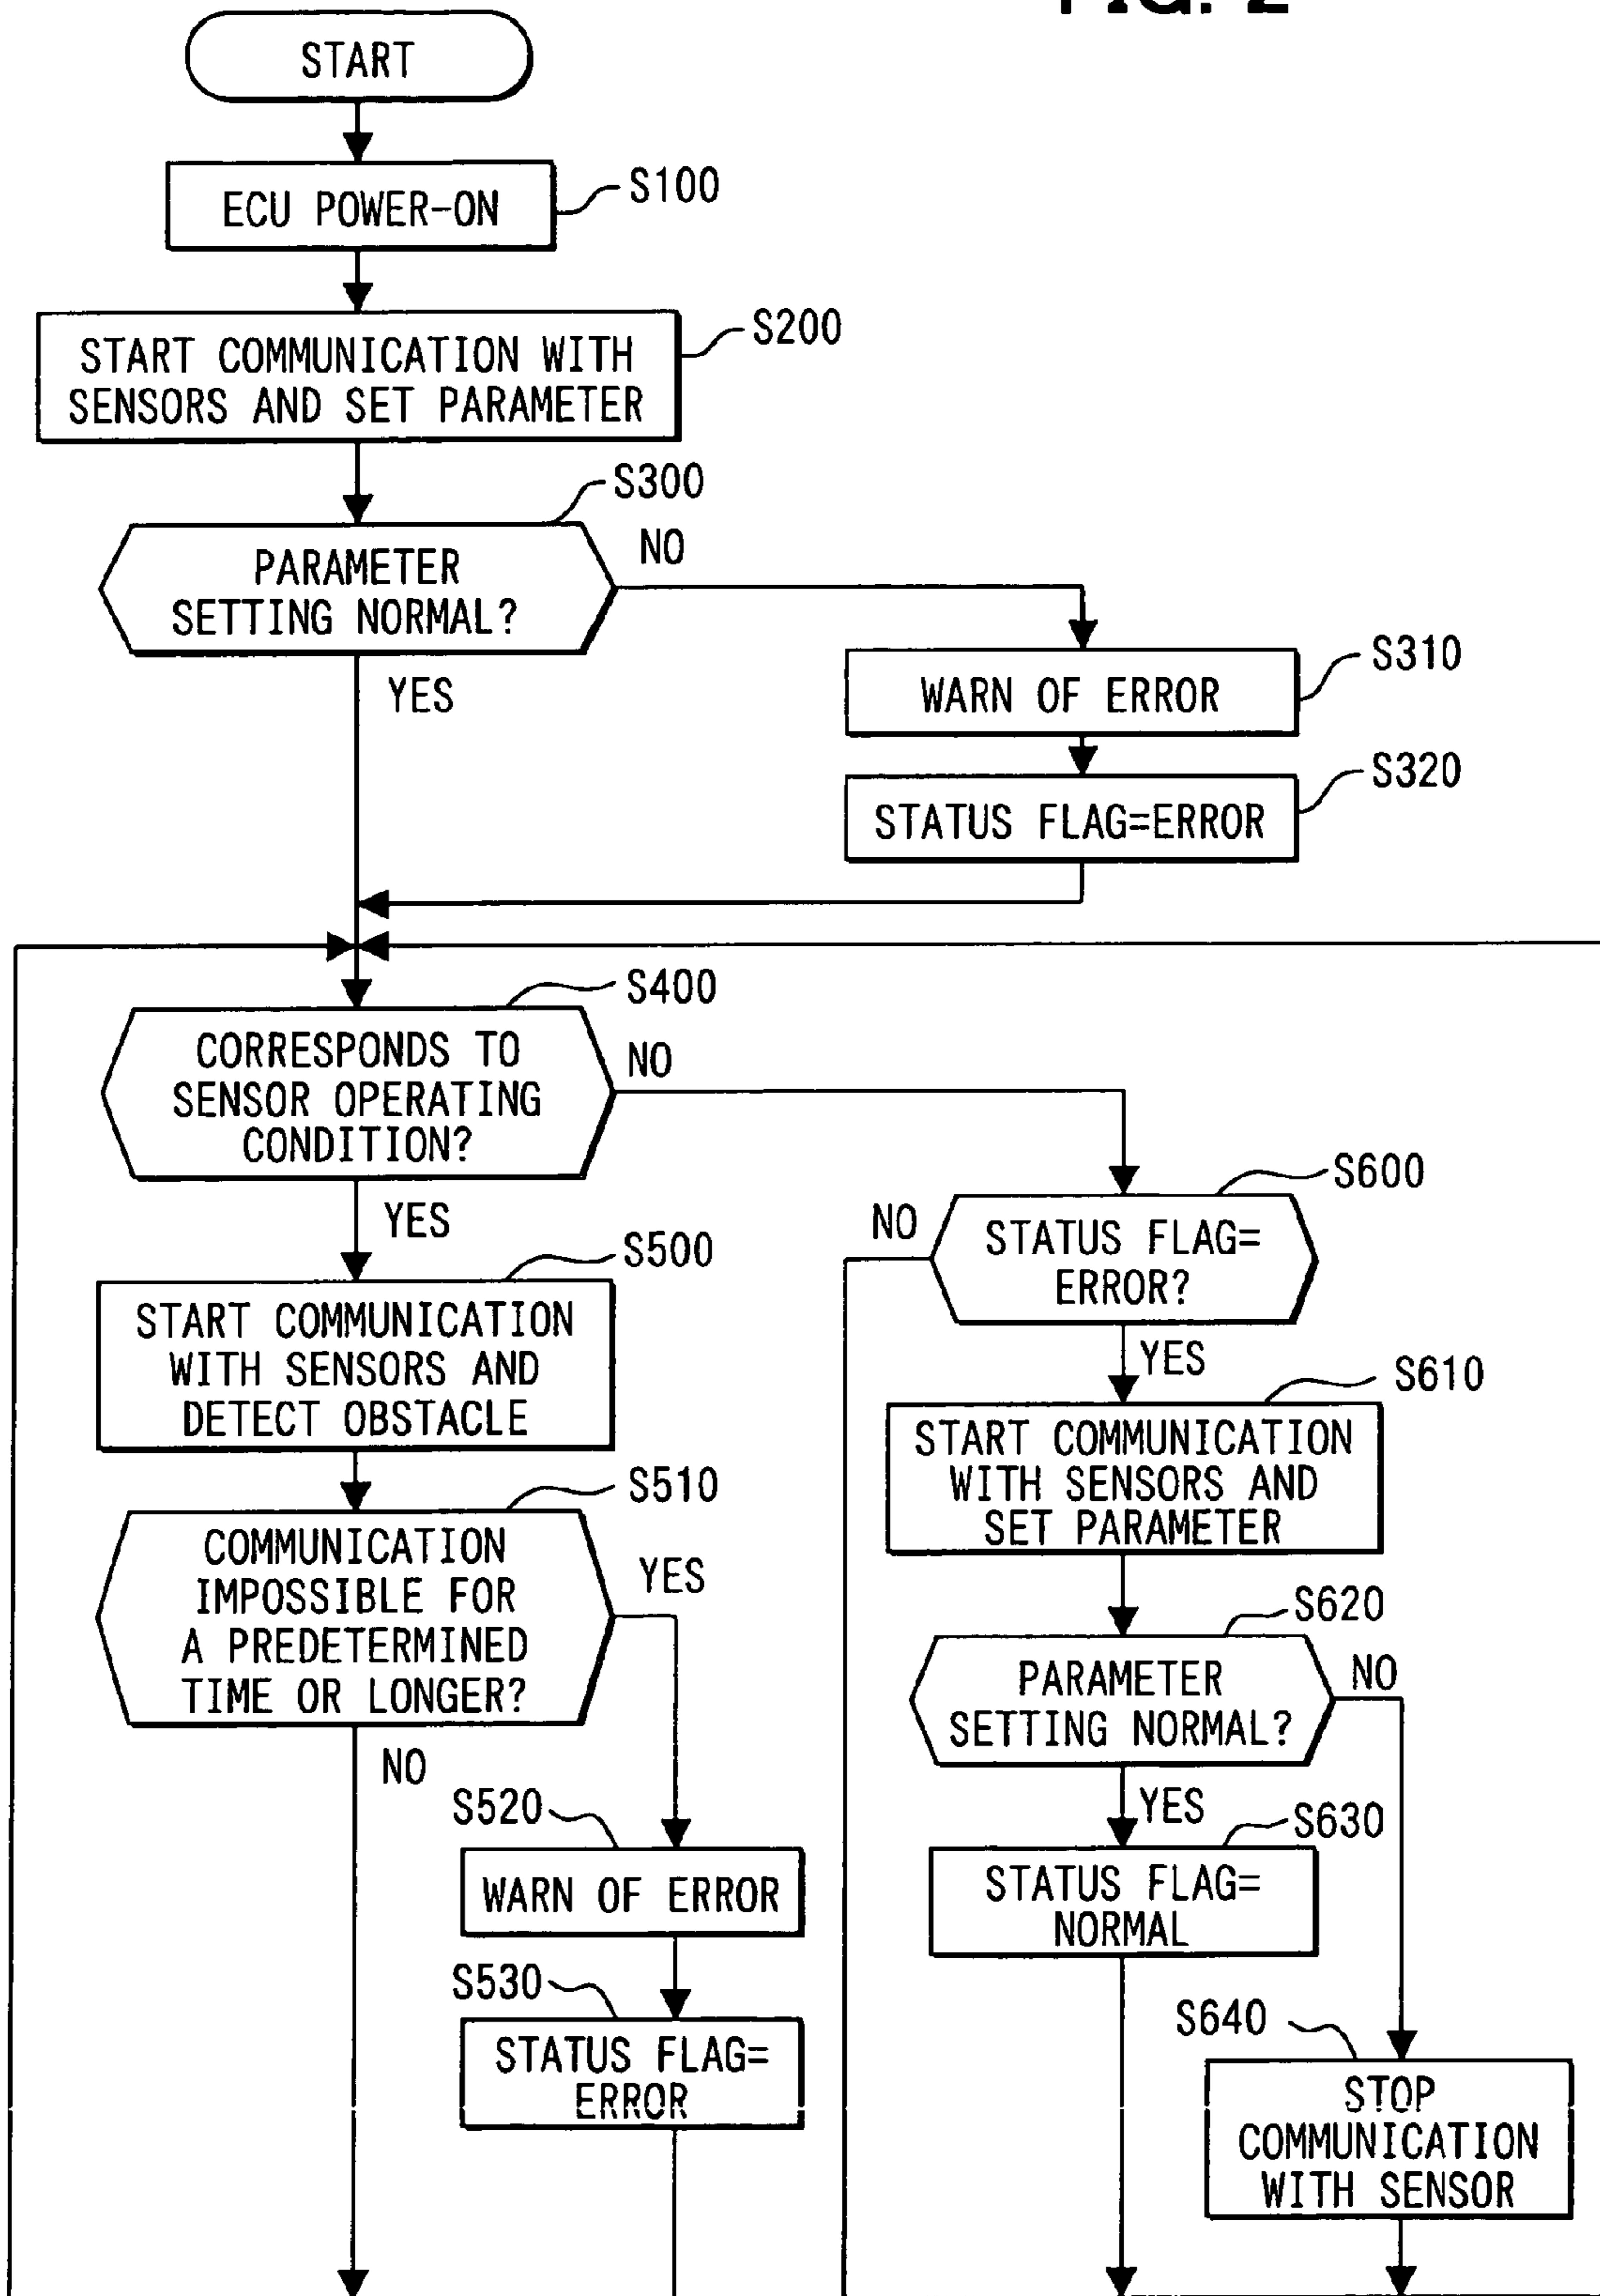 FIG. 2
START
ECU POWER-ON
S100
START COMMUNICATION WITH
SENSORS AND SET PARAMETER
S200
S300
PARAMETER
SETTING NORMAL?
NO
YES
WARN OF ERROR
S310
STATUS FLAG=ERROR
S320
S400
CORRESPONDS TO
SENSOR OPERATING
CONDITION?
NO
YES
S500
START COMMUNICATION
WITH SENSORS AND
DETECT OBSTACLE
S510
COMMUNICATION
IMPOSSIBLE FOR
A PREDETERMINED
TIME OR LONGER?
YES
NO
S520
WARN OF ERROR
S530
STATUS FLAG=
ERROR
S600
NO
STATUS FLAG=
ERROR?
YES
S610
START COMMUNICATION
WITH SENSORS AND
SET PARAMETER
S620
PARAMETER
SETTING NORMAL?
NO
YES
S630
STATUS FLAG=
NORMAL
S640
STOP
COMMUNICATION
WITH SENSOR